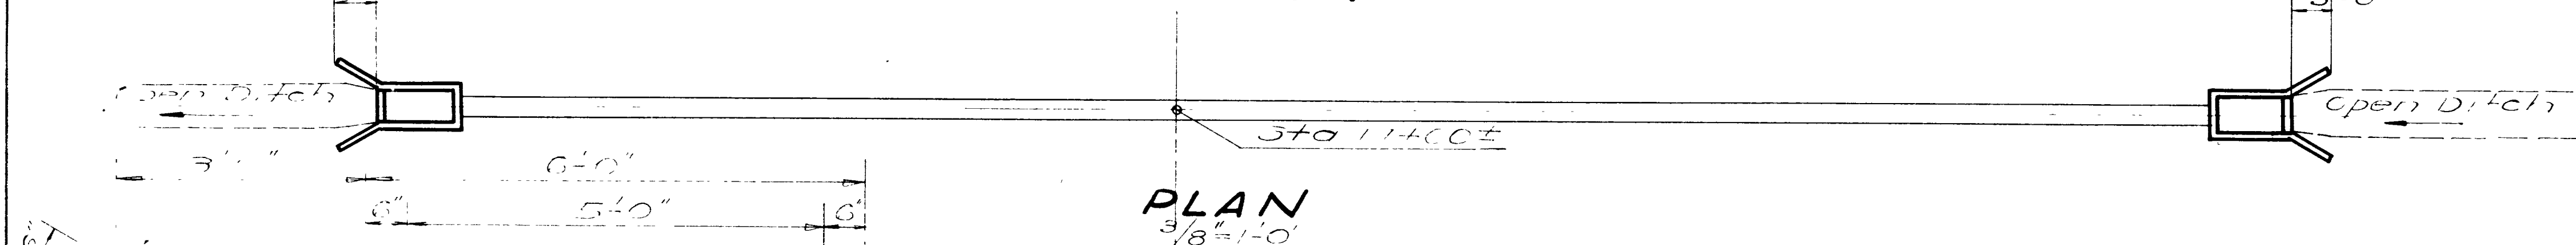 Open Ditch
Open Ditch
Sta 11+00±
6'-0"
6" 5'-0" 6"
PLAN
3/8"=1'-0"